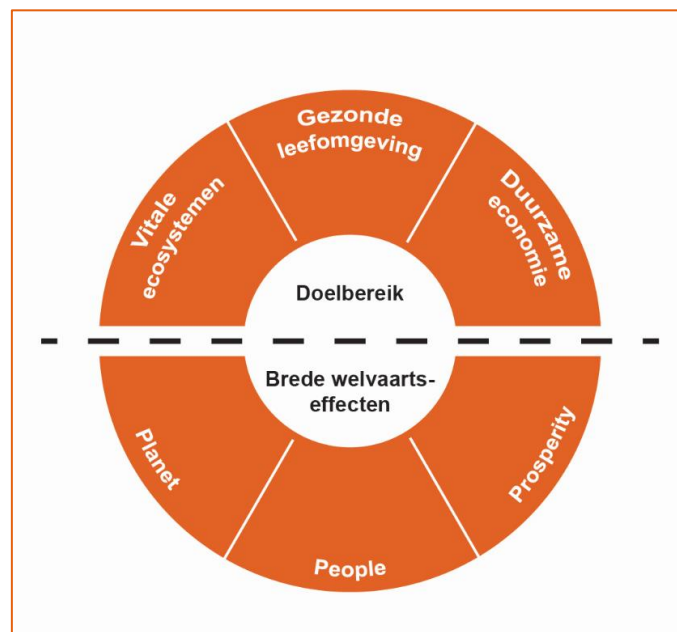 Vitale
ecosystemen
Gezonde
leefomgeving
Duurzame
economie
Doelbereik
Brede welvaarts-
effecten
Planet
People
Prosperity